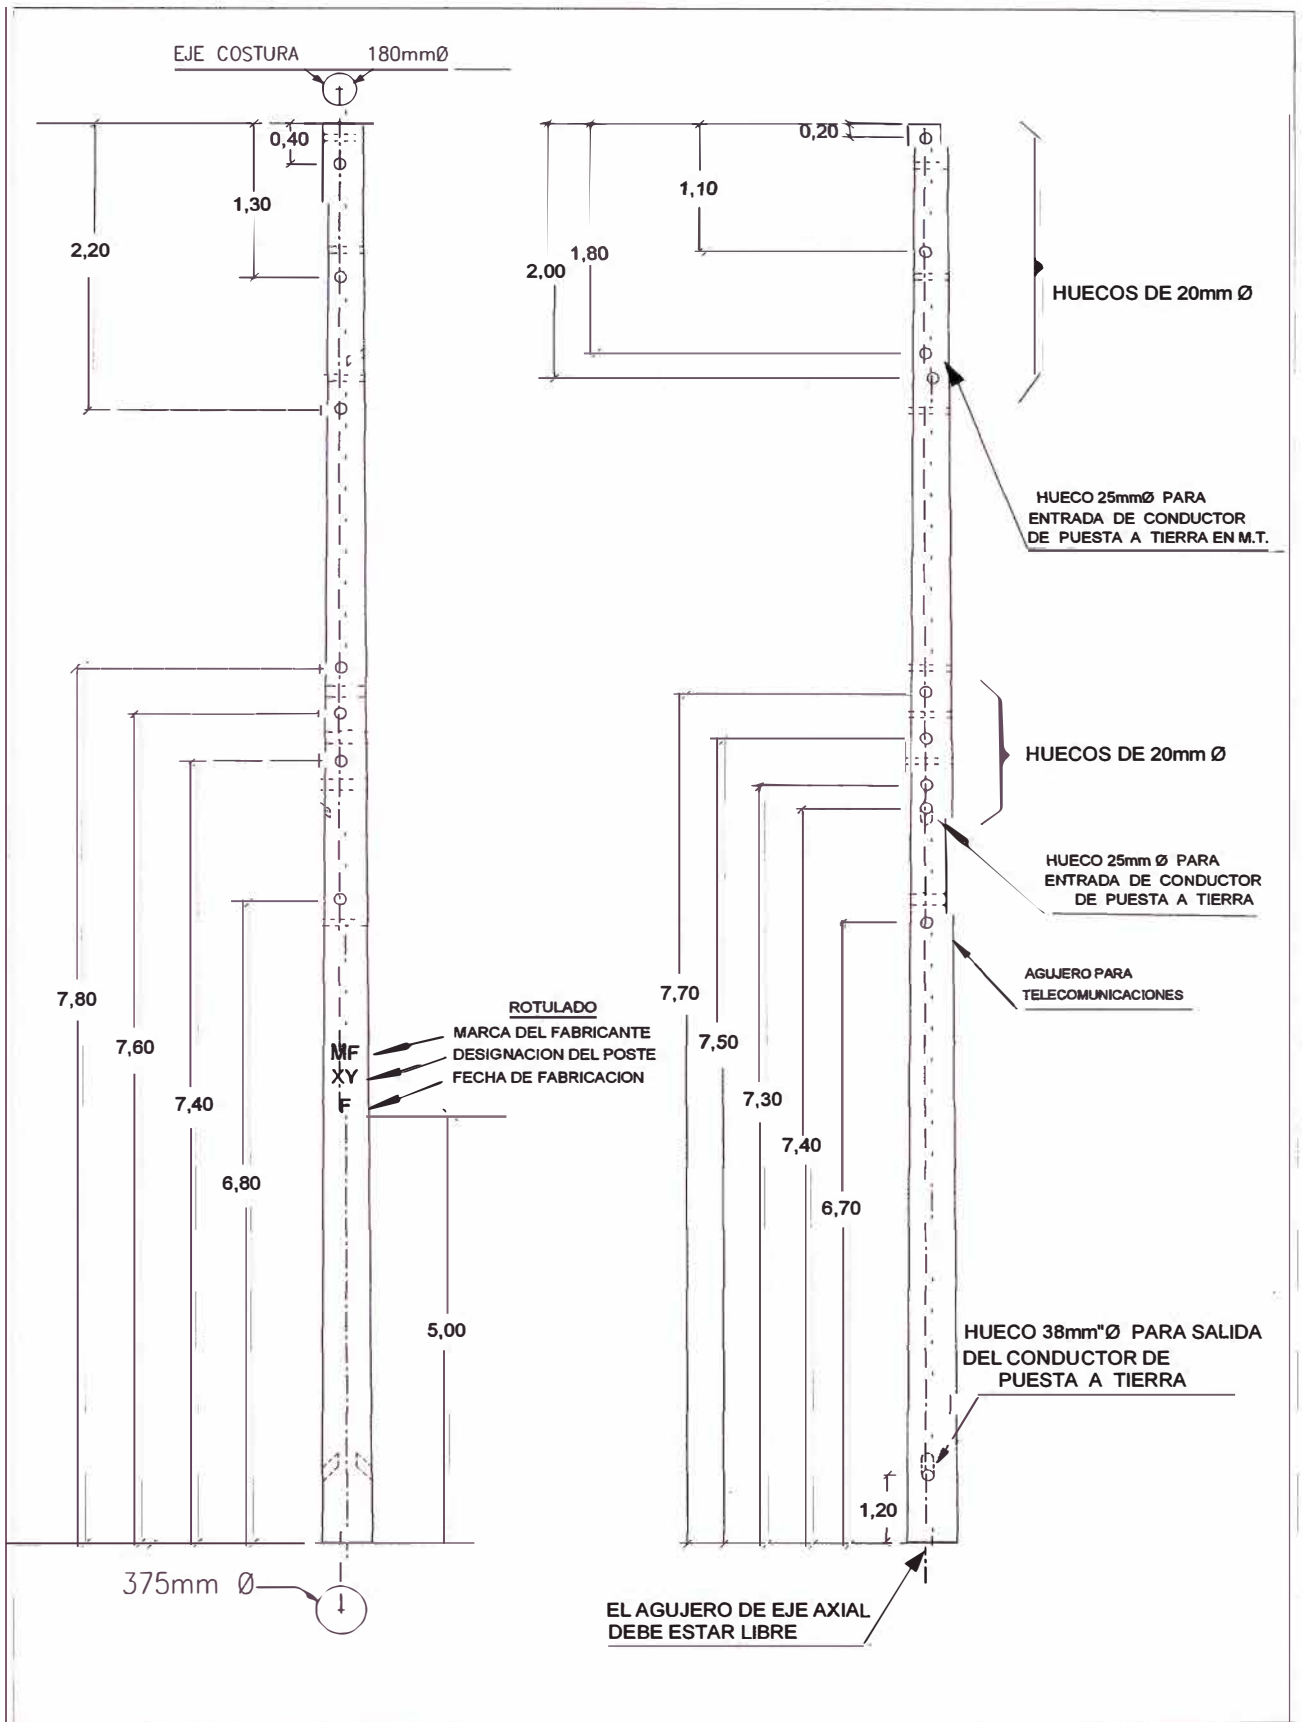 EJE COSTURA 180mmØ
0,40
0,20
1,30
1,10
2,20
1,80
2,00
HUECOS DE 20mm Ø
HUECO 25mmØ PARA
ENTRADA DE CONDUCTOR
DE PUESTA A TIERRA EN M.T.
HUECOS DE 20mm Ø
HUECO 25mm Ø PARA
ENTRADA DE CONDUCTOR
DE PUESTA A TIERRA
AGUJERO PARA
TELECOMUNICACIONES
7,80
7,60
7,40
6,80
ROTULADO
MARCA DEL FABRICANTE
DESIGNACION DEL POSTE
FECHA DE FABRICACION
MF
XY
F
5,00
7,70
7,50
7,30
7,40
6,70
HUECO 38mm"Ø PARA SALIDA
DEL CONDUCTOR DE
PUESTA A TIERRA
1,20
375mm Ø
EL AGUJERO DE EJE AXIAL
DEBE ESTAR LIBRE